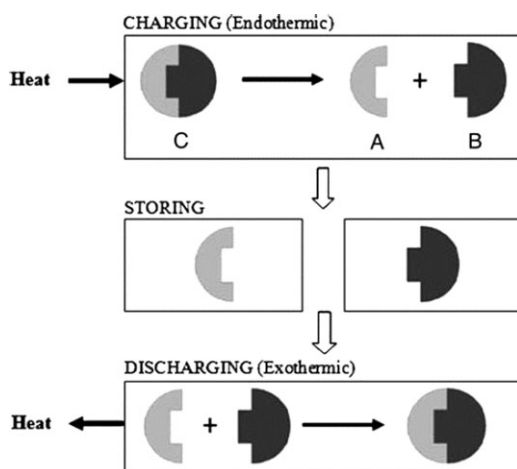 CHARGING (Endothermic)
Heat
+
C
A
B
STORING
DISCHARGING (Exothermic)
Heat
+